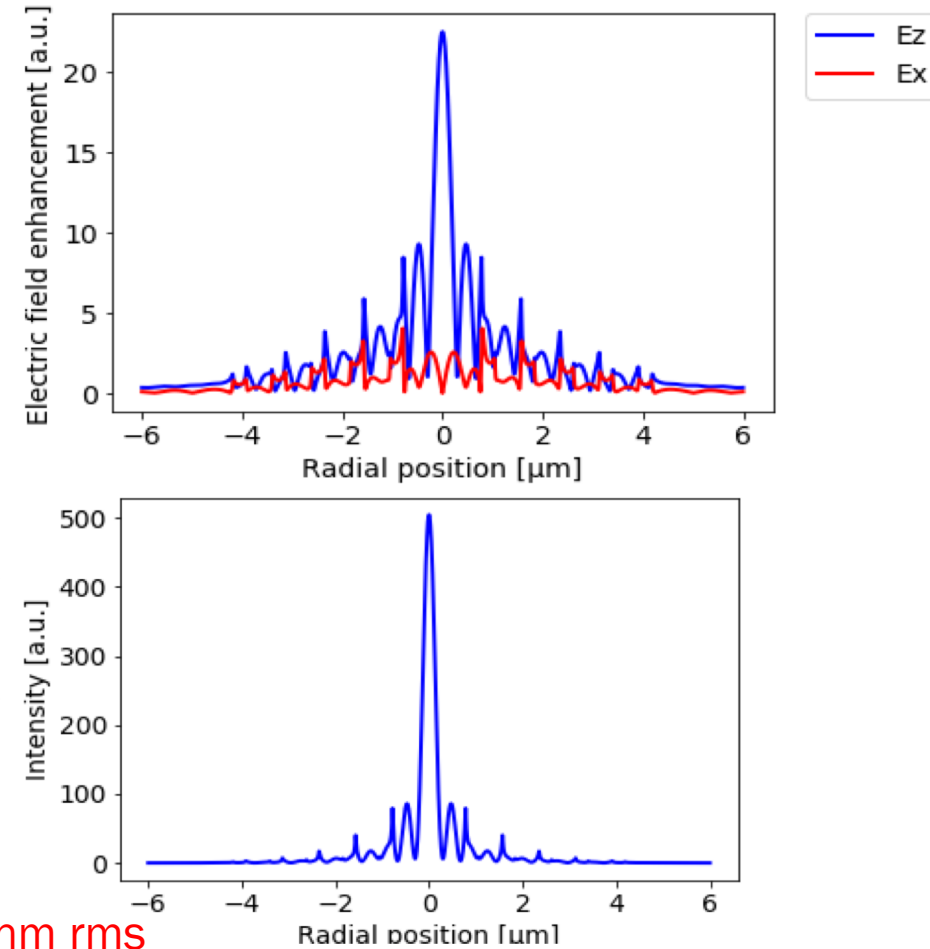 Electric field enhancement [a.u.]
20
15
10
5
0
−6 −4 −2 0 2 4 6
Radial position [μm]
Ez
Ex
Intensity [a.u.]
500
400
300
200
100
0
−6 −4 −2 0 2 4 6
Radial position [μm]
nm rms